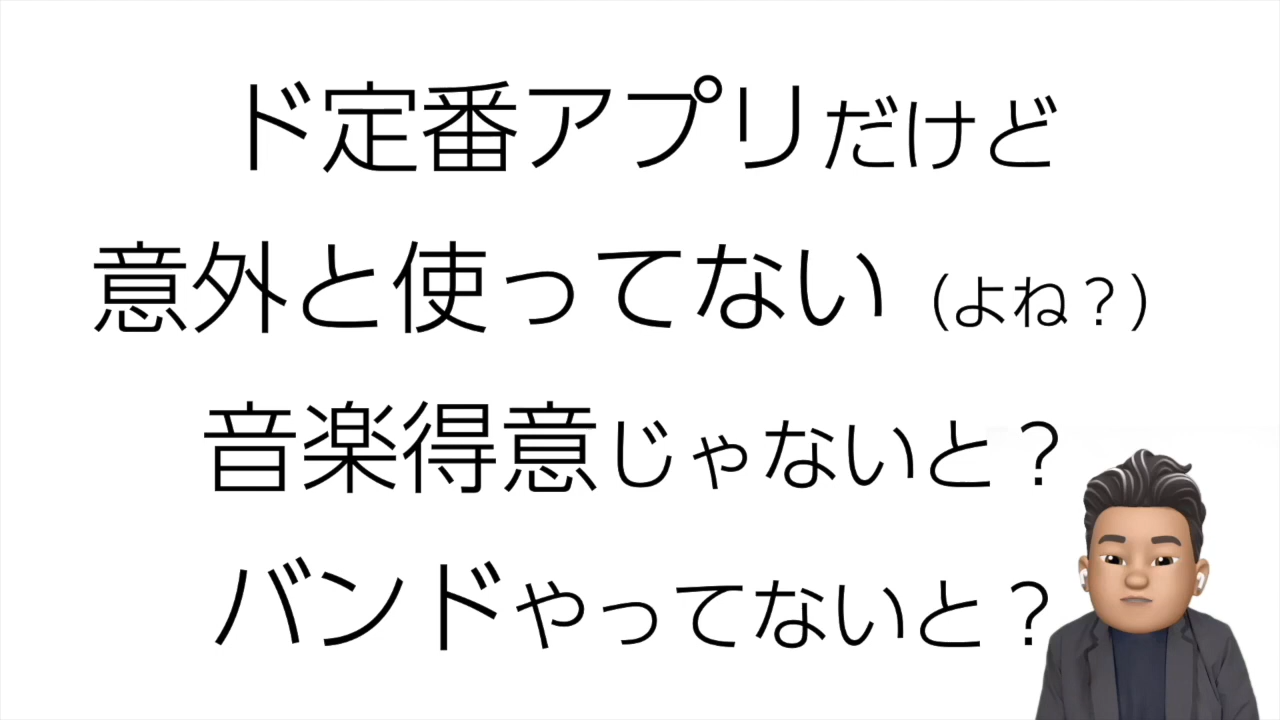 ド定番アプリだけど
意外と使ってない（よね？）
音楽得意じゃないと？
バンドやってないと？